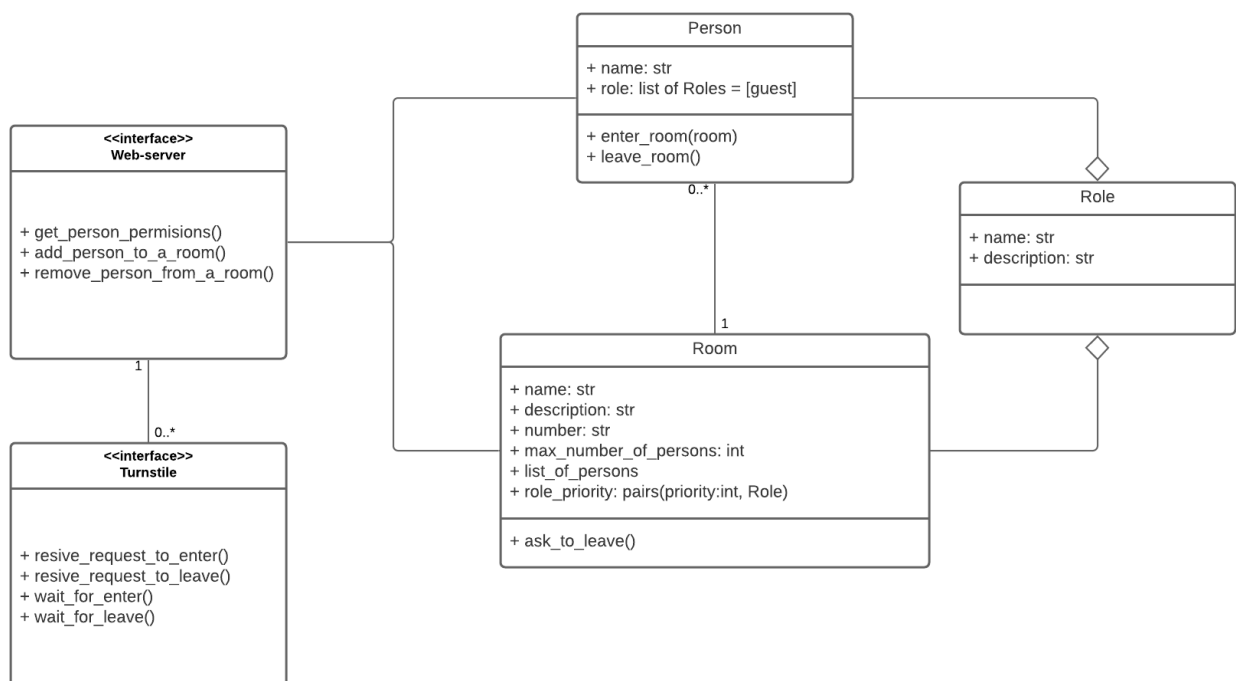 Person
+ name: str
+ role: list of Roles = [guest]
+ enter_room(room)
+ leave_room()
0..*
<<interface>>
Web-server
+ get_person_permisions()
+ add_person_to_a_room()
+ remove_person_from_a_room()
1
Role
+ name: str
+ description: str
1
Room
+ name: str
+ description: str
+ number: str
+ max_number_of_persons: int
+ list_of_persons
+ role_priority: pairs(priority:int, Role)
+ ask_to_leave()
0..*
<<interface>>
Turnstile
+ resive_request_to_enter()
+ resive_request_to_leave()
+ wait_for_enter()
+ wait_for_leave()